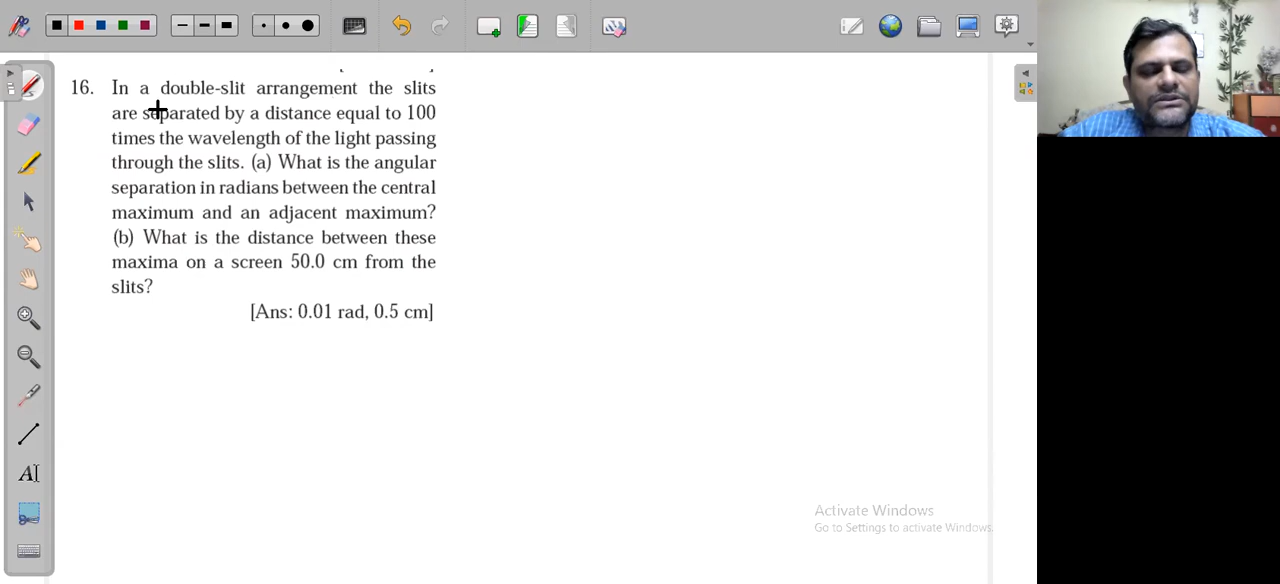 16. In a double-slit arrangement the slits
are separated by a distance equal to 100
times the wavelength of the light passing
through the slits. (a) What is the angular
separation in radians between the central
maximum and an adjacent maximum?
(b) What is the distance between these
maxima on a screen 50.0 cm from the
slits?
[Ans: 0.01 rad, 0.5 cm]
A
Activate Windows
Go to Settings to activate Windows.